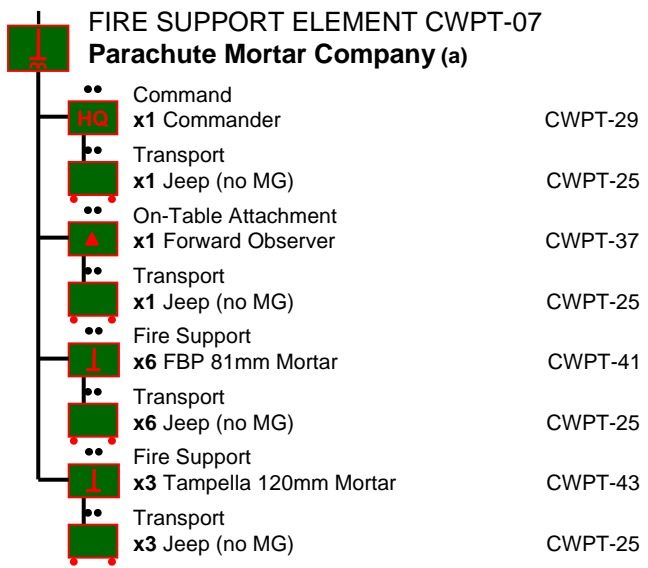 FIRE SUPPORT ELEMENT CWPT-07
Parachute Mortar Company (a)
Command
HQ x1 Commander CWPT-29
Transport
x1 Jeep (no MG) CWPT-25
On-Table Attachment
x1 Forward Observer CWPT-37
Transport
x1 Jeep (no MG) CWPT-25
Fire Support
x6 FBP 81mm Mortar CWPT-41
Transport
x6 Jeep (no MG) CWPT-25
Fire Support
x3 Tampella 120mm Mortar CWPT-43
Transport
x3 Jeep (no MG) CWPT-25